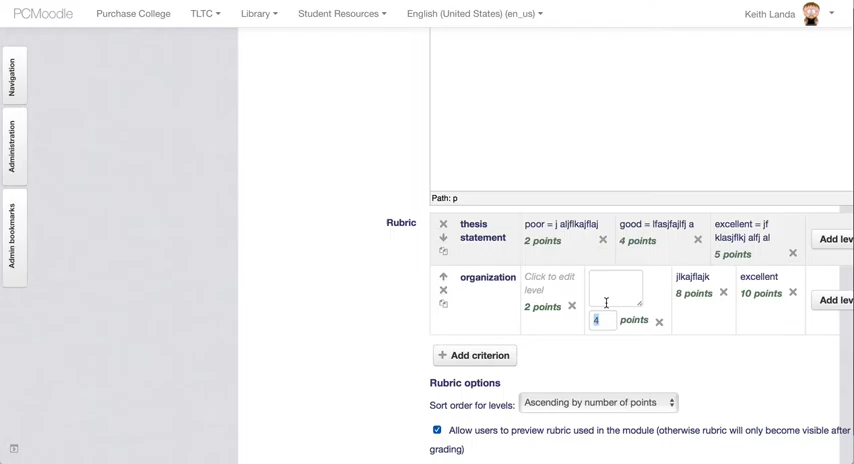 PCMoodle Purchase College TLTC Library Student Resources English (United States) (en_us) Keith Landa
Navigation
Administration
Admin bookmarks
Path: p
Rubric
thesis statement
poor = j aljflkajflaj
2 points
good = lfasjfajlfj a
4 points
excellent = jf
klasjflkj alfj al
5 points
Add lev
organization
Click to edit
level
2 points
4 points
jlkajflajk
8 points
excellent
10 points
Add lev
+ Add criterion
Rubric options
Sort order for levels: Ascending by number of points
Allow users to preview rubric used in the module (otherwise rubric will only become visible after
grading)